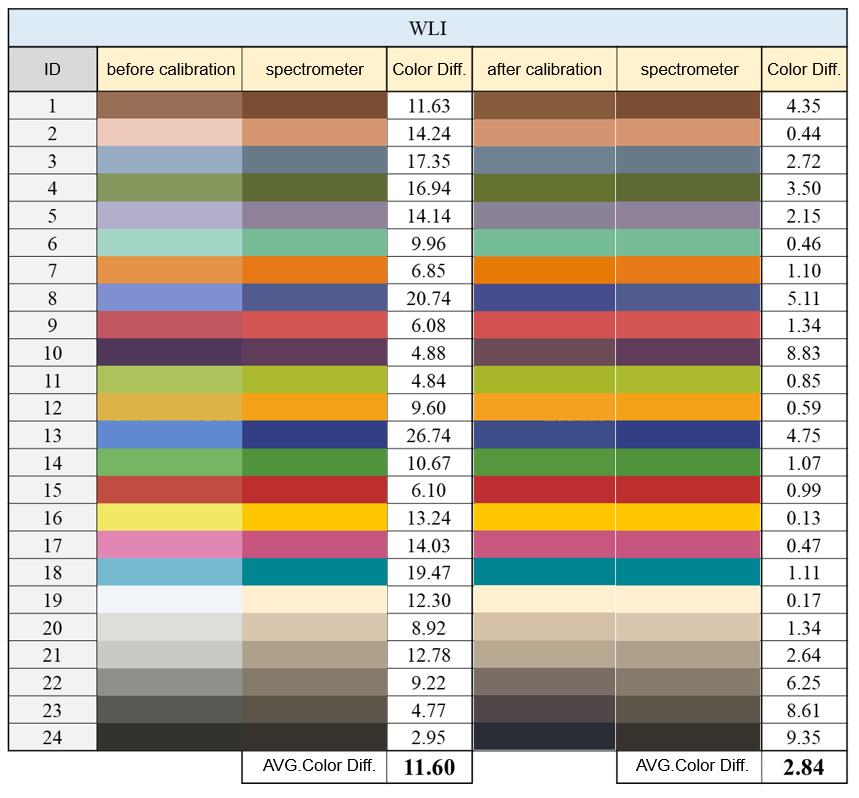 WLI
ID before calibration spectrometer Color Diff. after calibration spectrometer Color Diff.
1 11.63 4.35
2 14.24 0.44
3 17.35 2.72
4 16.94 3.50
5 14.14 2.15
6 9.96 0.46
7 6.85 1.10
8 20.74 5.11
9 6.08 1.34
10 4.88 8.83
11 4.84 0.85
12 9.60 0.59
13 26.74 4.75
14 10.67 1.07
15 6.10 0.99
16 13.24 0.13
17 14.03 0.47
18 19.47 1.11
19 12.30 0.17
20 8.92 1.34
21 12.78 2.64
22 9.22 6.25
23 4.77 8.61
24 2.95 9.35
AVG.Color Diff. 11.60 AVG.Color Diff. 2.84